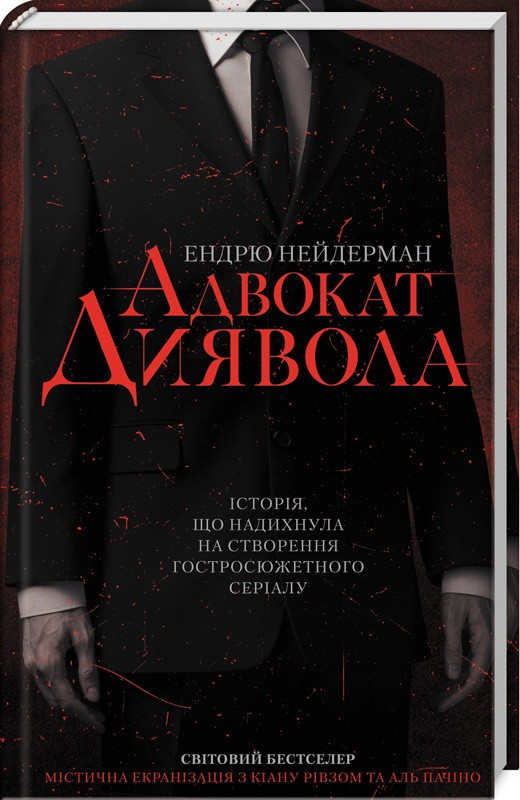 ЕНДРЮ НЕЙДЕРМАН
АДВОКАТ
ДИЯВОЛА
ІСТОРІЯ,
ЩО НАДИХНУЛА
НА СТВОРЕННЯ
ГОСТРОСЮЖЕТНОГО
СЕРІАЛУ
СВІТОВИЙ БЕСТСЕЛЕР
МІСТИЧНА ЕКРАНІЗАЦІЯ З КІАНУ РІВЗОМ ТА АЛЬ ПАЧІНО